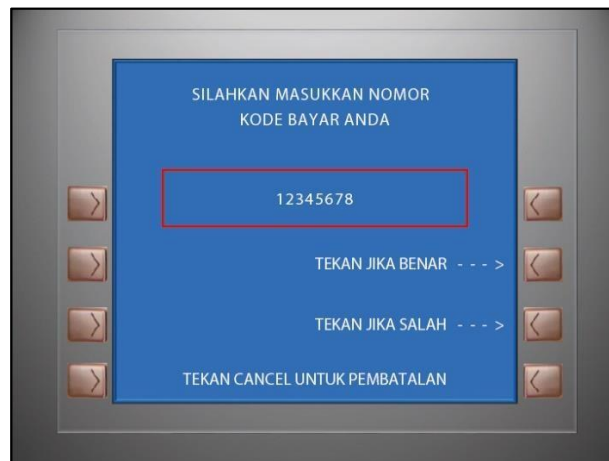 SILAHKAN MASUKKAN NOMOR
KODE BAYAR ANDA
12345678
TEKAN JIKA BENAR - - - >
TEKAN JIKA SALAH - - - >
TEKAN CANCEL UNTUK PEMBATALAN